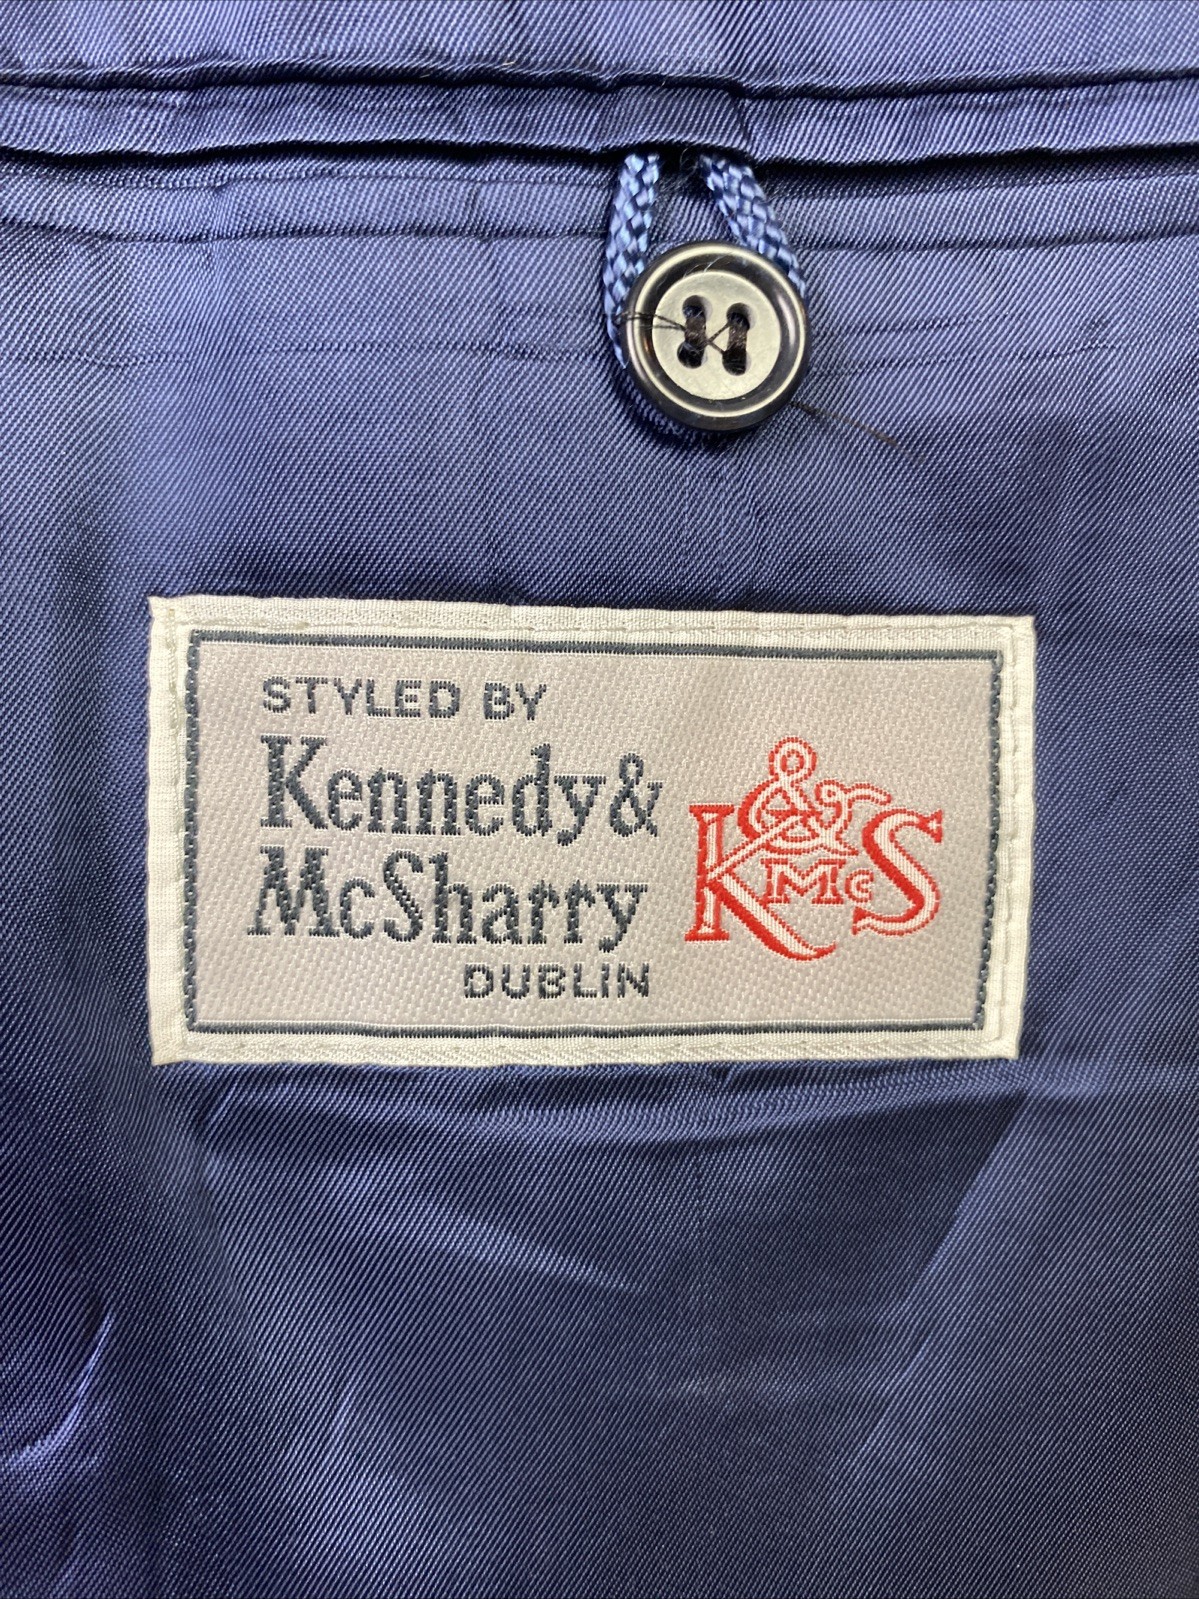 STYLED BY
Kennedy&
McSharry
DUBLIN
K&McS